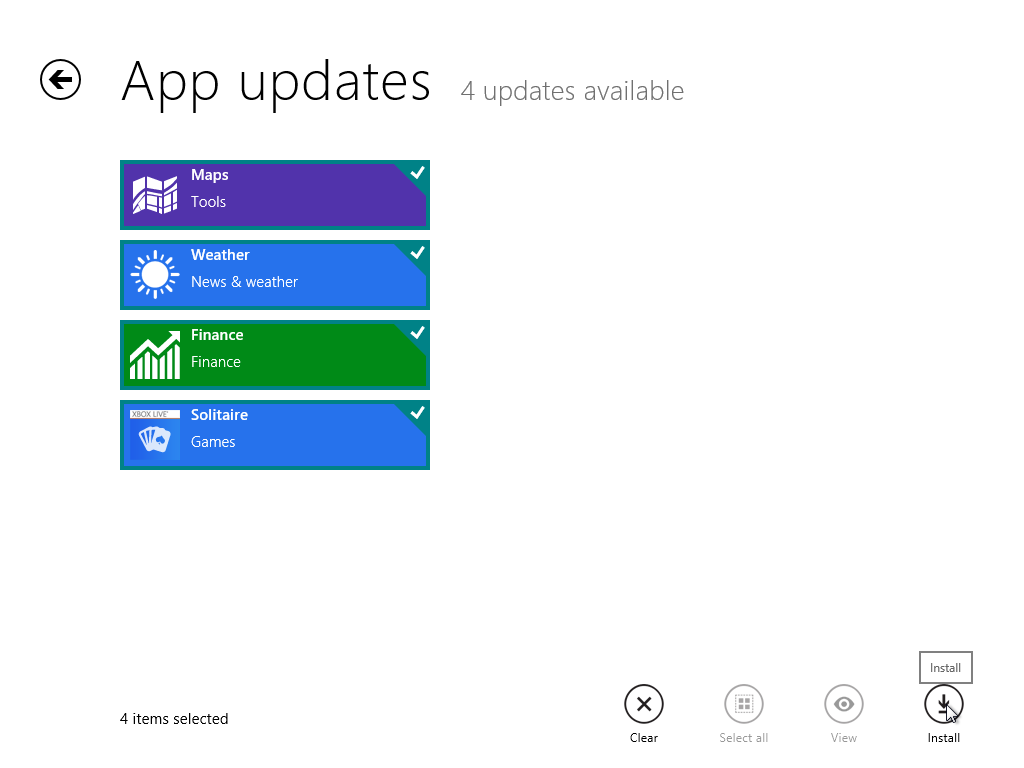 App updates 4 updates available
Maps
Tools
Weather
News & weather
Finance
Finance
XBOX LIVE
Solitaire
Games
Install
4 items selected
Clear
Select all
View
Install